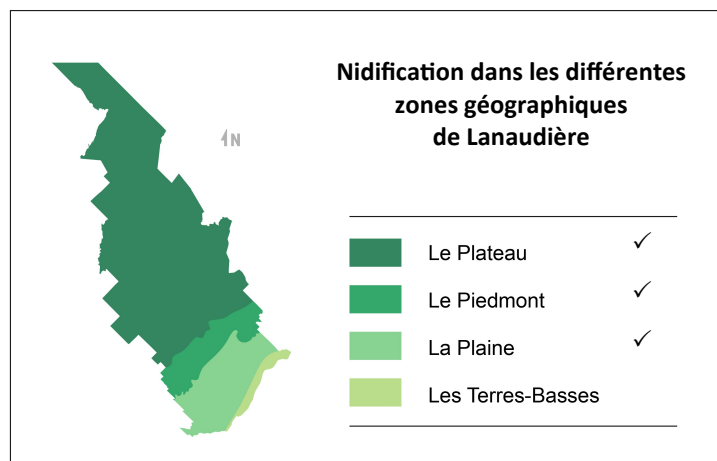 Nidification dans les différentes
zones géographiques
de Lanaudière
N
Le Plateau ✓
Le Piedmont ✓
La Plaine ✓
Les Terres-Basses